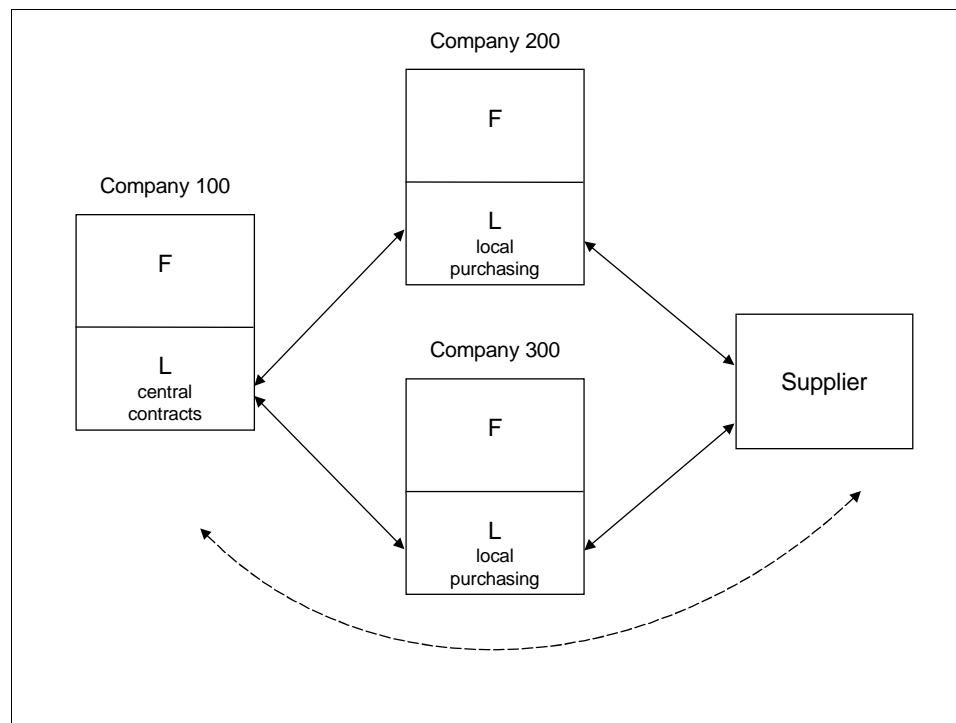 Company 200
F
L
local
purchasing
Company 100
F
L
central
contracts
Company 300
F
L
local
purchasing
Supplier